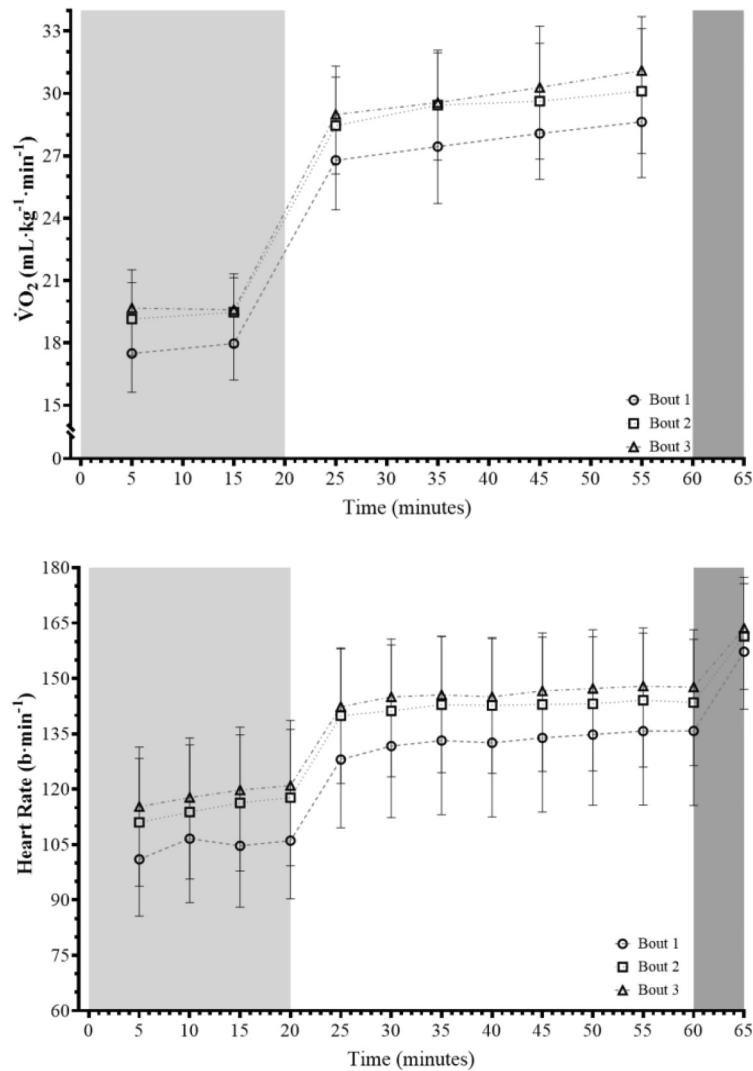 33
30
27
24
21
18
15
0
V̇O₂ (mL·kg⁻¹·min⁻¹)
Bout 1
Bout 2
Bout 3
0 5 10 15 20 25 30 35 40 45 50 55 60 65
Time (minutes)
180
165
150
135
120
105
90
75
60
Heart Rate (b·min⁻¹)
Bout 1
Bout 2
Bout 3
0 5 10 15 20 25 30 35 40 45 50 55 60 65
Time (minutes)